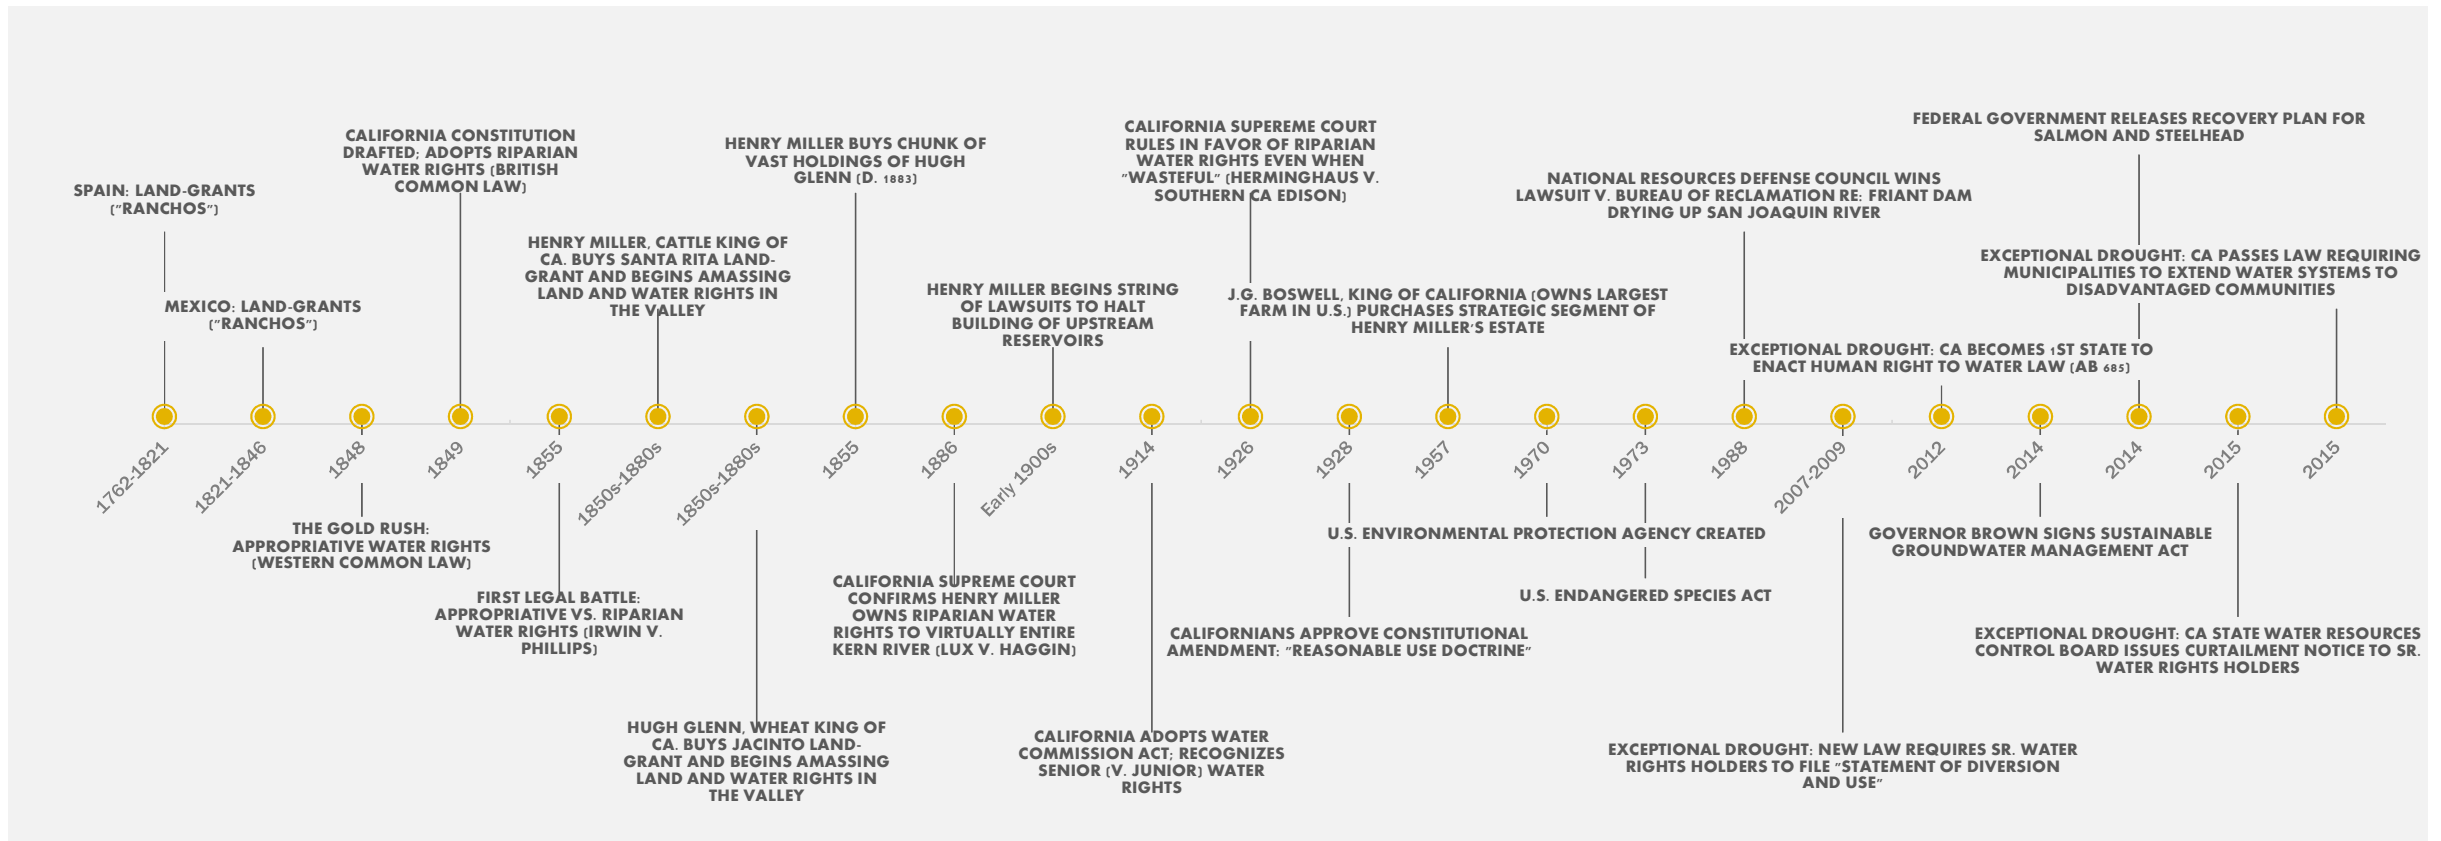 FEDERAL GOVERNMENT RELEASES RECOVERY PLAN FOR
SALMON AND STEELHEAD
CALIFORNIA SUPEREME COURT
RULES IN FAVOR OF RIPARIAN
WATER RIGHTS EVEN WHEN
"WASTEFUL" (HERMINGHAUS V.
SOUTHERN CA EDISON)
CALIFORNIA CONSTITUTION
DRAFTED; ADOPTS RIPARIAN
WATER RIGHTS (BRITISH
COMMON LAW)
HENRY MILLER BUYS CHUNK OF
VAST HOLDINGS OF HUGH
GLENN (D. 1883)
NATIONAL RESOURCES DEFENSE COUNCIL WINS
LAWSUIT V. BUREAU OF RECLAMATION RE: FRIANT DAM
DRYING UP SAN JOAQUIN RIVER
SPAIN: LAND-GRANTS
("RANCHOS")
HENRY MILLER, CATTLE KING OF
CA. BUYS SANTA RITA LAND-
GRANT AND BEGINS AMASSING
LAND AND WATER RIGHTS IN
THE VALLEY
EXCEPTIONAL DROUGHT: CA PASSES LAW REQUIRING
MUNICIPALITIES TO EXTEND WATER SYSTEMS TO
DISADVANTAGED COMMUNITIES
HENRY MILLER BEGINS STRING
OF LAWSUITS TO HALT
BUILDING OF UPSTREAM
RESERVOIRS
J.G. BOSWELL, KING OF CALIFORNIA (OWNS LARGEST
FARM IN U.S.) PURCHASES STRATEGIC SEGMENT OF
HENRY MILLER'S ESTATE
MEXICO: LAND-GRANTS
("RANCHOS")
EXCEPTIONAL DROUGHT: CA BECOMES 1ST STATE TO
ENACT HUMAN RIGHT TO WATER LAW (AB 685)
1762-1821
1821-1846
1848
1849
1855
1850s-1880s
1850s-1880s
1855
1886
Early 1900s
1914
1926
1928
1957
1970
1973
1988
2007-2009
2012
2014
2014
2015
2015
THE GOLD RUSH:
APPROPRIATIVE WATER RIGHTS
(WESTERN COMMON LAW)
U.S. ENVIRONMENTAL PROTECTION AGENCY CREATED
GOVERNOR BROWN SIGNS SUSTAINABLE
GROUNDWATER MANAGEMENT ACT
CALIFORNIA SUPREME COURT
CONFIRMS HENRY MILLER
OWNS RIPARIAN WATER
RIGHTS TO VIRTUALLY ENTIRE
KERN RIVER (LUX V. HAGGIN)
FIRST LEGAL BATTLE:
APPROPRIATIVE VS. RIPARIAN
WATER RIGHTS (IRWIN V.
PHILLIPS)
U.S. ENDANGERED SPECIES ACT
CALIFORNIANS APPROVE CONSTITUTIONAL
AMENDMENT: "REASONABLE USE DOCTRINE"
EXCEPTIONAL DROUGHT: CA STATE WATER RESOURCES
CONTROL BOARD ISSUES CURTAILMENT NOTICE TO SR.
WATER RIGHTS HOLDERS
HUGH GLENN, WHEAT KING OF
CA. BUYS JACINTO LAND-
GRANT AND BEGINS AMASSING
LAND AND WATER RIGHTS IN
THE VALLEY
CALIFORNIA ADOPTS WATER
COMMISSION ACT; RECOGNIZES
SENIOR (V. JUNIOR) WATER
RIGHTS
EXCEPTIONAL DROUGHT: NEW LAW REQUIRES SR. WATER
RIGHTS HOLDERS TO FILE "STATEMENT OF DIVERSION
AND USE"